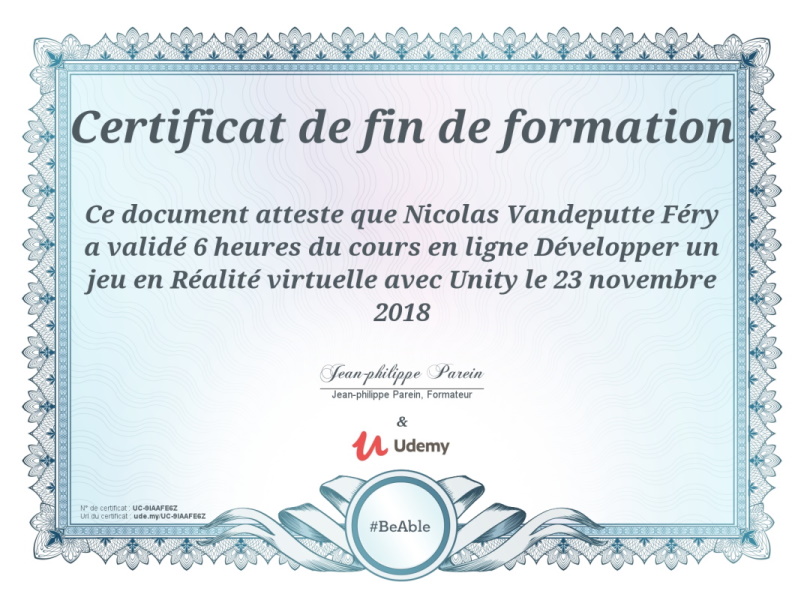 Certificat de fin de formation
Ce document atteste que Nicolas Vandeputte Féry
a validé 6 heures du cours en ligne Développer un
jeu en Réalité virtuelle avec Unity le 23 novembre
2018
Jean-philippe Parein
Jean-philippe Parein, Formateur
&
Udemy
N° de certificat : UC-9IAAFE6Z
Url du certificat : ude.my/UC-9IAAFE6Z
#BeAble